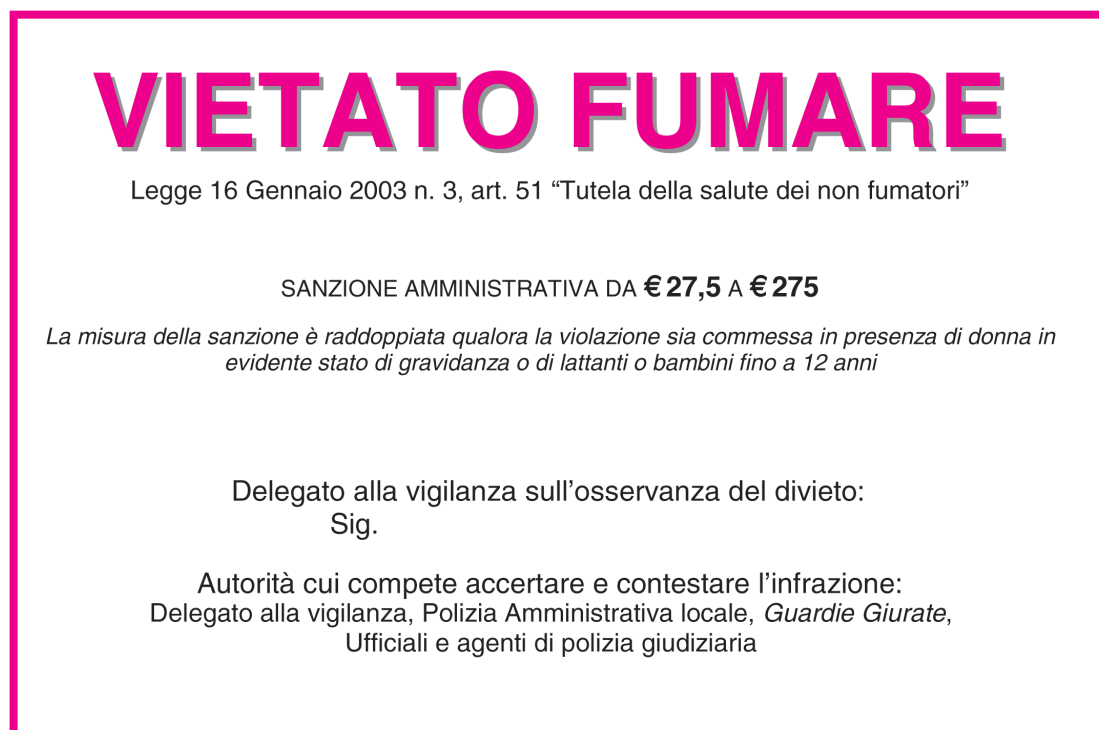 VIETATO FUMARE
Legge 16 Gennaio 2003 n. 3, art. 51 “Tutela della salute dei non fumatori”
SANZIONE AMMINISTRATIVA DA € 27,5 A € 275
La misura della sanzione è raddoppiata qualora la violazione sia commessa in presenza di donna in
evidente stato di gravidanza o di lattanti o bambini fino a 12 anni
Delegato alla vigilanza sull’osservanza del divieto:
Sig.
Autorità cui compete accertare e contestare l’infrazione:
Delegato alla vigilanza, Polizia Amministrativa locale, Guardie Giurate,
Ufficiali e agenti di polizia giudiziaria